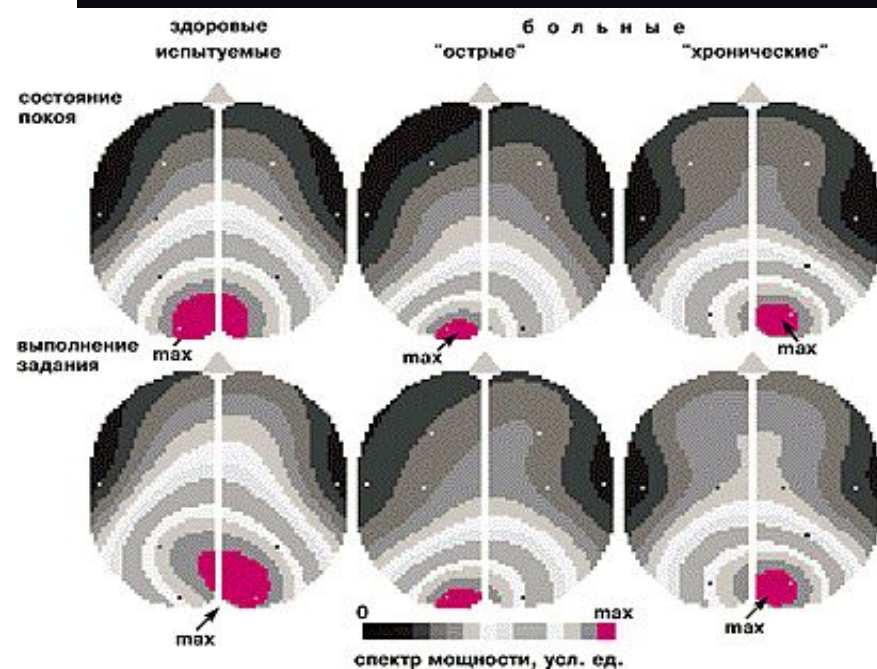 здоровые
испытуемые
больные
"острые"
"хронические"
состояние
покоя
max
max
max
выполнение
задания
max
0
max
max
спектр мощности, усл. ед.